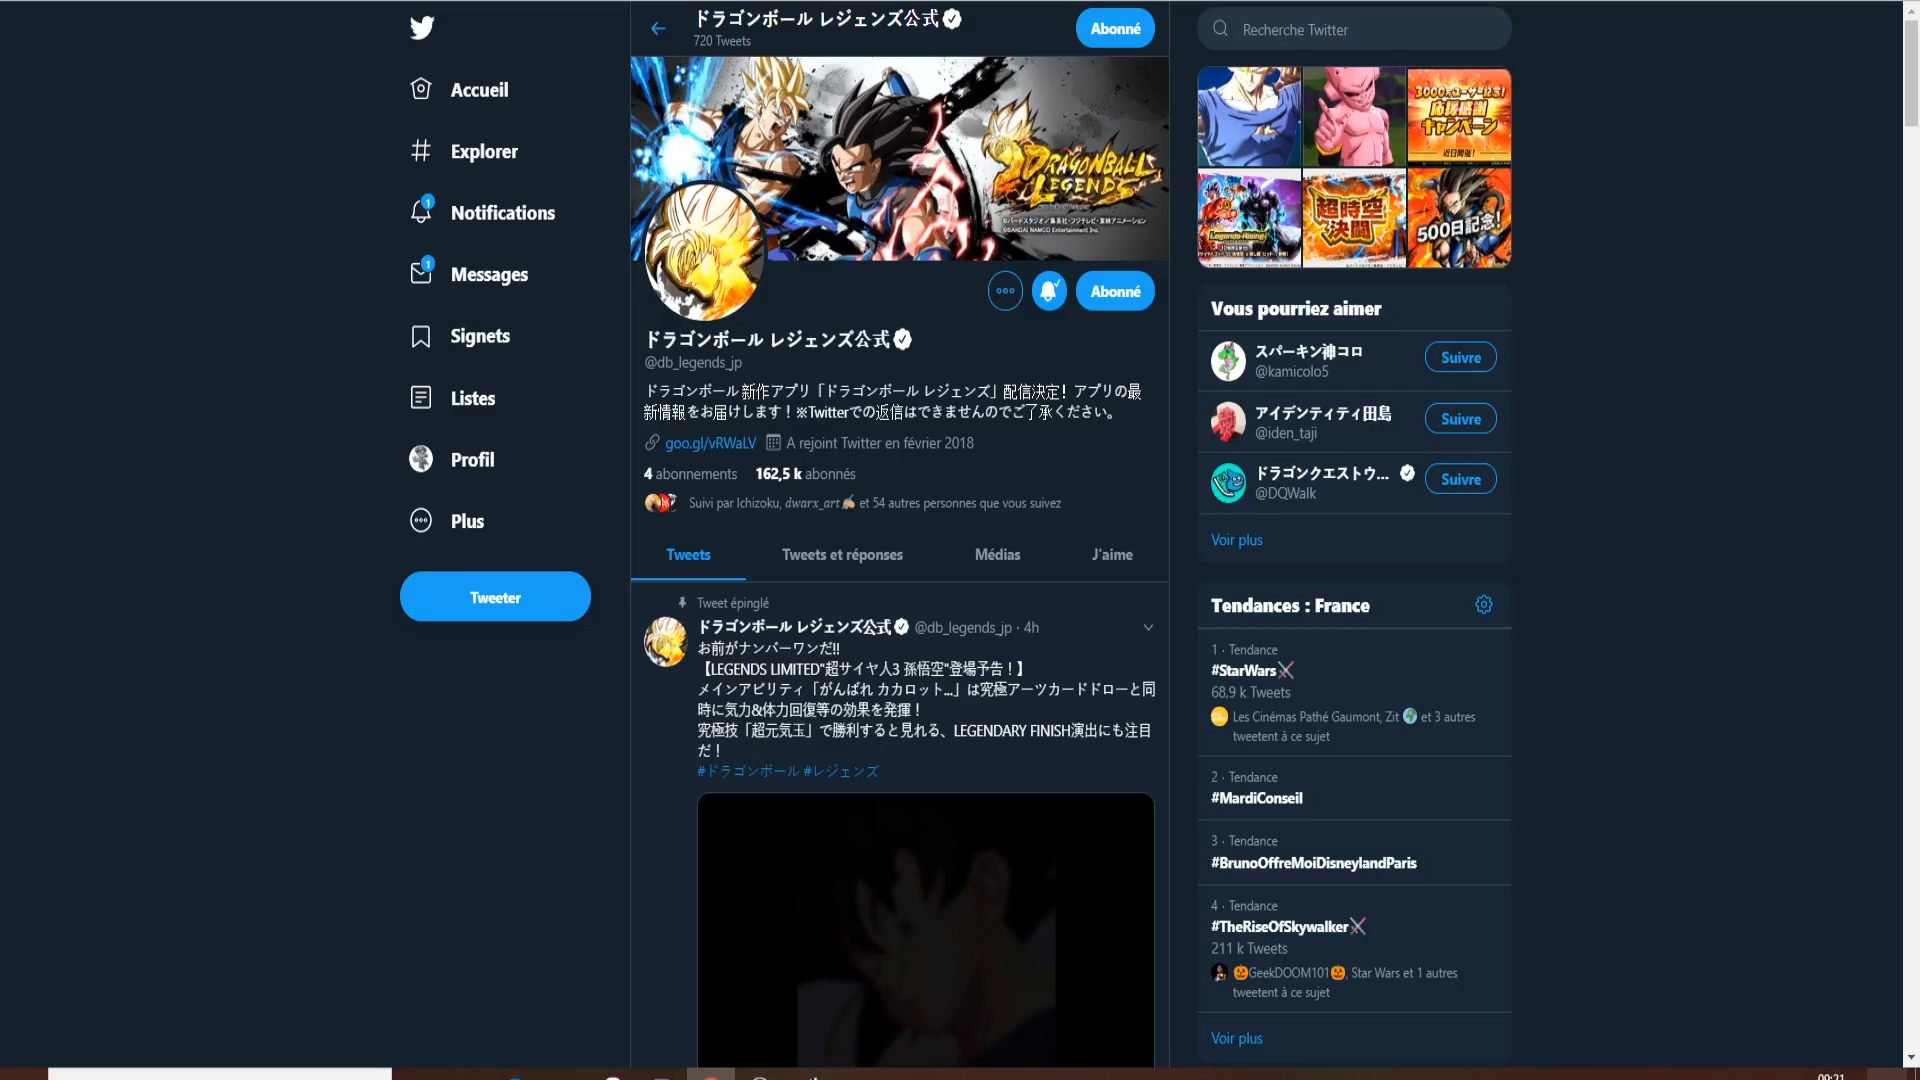 Accueil
Explorer
1
Notifications
1
Messages
Signets
Listes
Profil
Plus
Tweeter
ドラゴンボール レジェンズ公式
720 Tweets
Abonné
DRAGONBALL
LEGENDS
©バードスタジオ/集英社・フジテレビ・東映アニメーション
©BANDAI NAMCO Entertainment Inc.
Abonné
ドラゴンボール レジェンズ公式
@db_legends_jp
ドラゴンボール新作アプリ「ドラゴンボール レジェンズ」配信決定！アプリの最
新情報をお届けします！※Twitterでの返信はできませんのでご了承ください。
goo.gl/vRWaLV A rejoint Twitter en février 2018
4 abonnements 162,5 k abonnés
Suivi par Ichizoku, dwarx_art✍🏼 et 54 autres personnes que vous suivez
Tweets Tweets et réponses Médias J'aime
Tweet épinglé
ドラゴンボール レジェンズ公式 @db_legends_jp · 4h
お前がナンバーワンだ!!
【LEGENDS LIMITED"超サイヤ人3 孫悟空"登場予告！】
メインアビリティ「がんばれ カカロット...」は究極アーツカードドローと同
時に気力&体力回復等の効果を発揮！
究極技「超元気玉」で勝利すると見れる、LEGENDARY FINISH演出にも注目
だ！
#ドラゴンボール #レジェンズ
Recherche Twitter
3000万ユーザー記念!
応援感謝
キャンペーン
近日開催!
Legends Rising
超時空
決闘
500日記念!
Vous pourriez aimer
スパーキン神コロ
@kamicolo5
Suivre
アイデンティティ田島
@iden_taji
Suivre
ドラゴンクエストウ...
@DQWalk
Suivre
Voir plus
Tendances : France
1 · Tendance
#StarWars
68,9 k Tweets
Les Cinémas Pathé Gaumont, Zit 🌍 et 3 autres
tweetent à ce sujet
2 · Tendance
#MardiConseil
3 · Tendance
#BrunoOffreMoiDisneylandParis
4 · Tendance
#TheRiseOfSkywalker
211 k Tweets
🎃GeekDOOM101🎃, Star Wars et 1 autres
tweetent à ce sujet
Voir plus
09:21